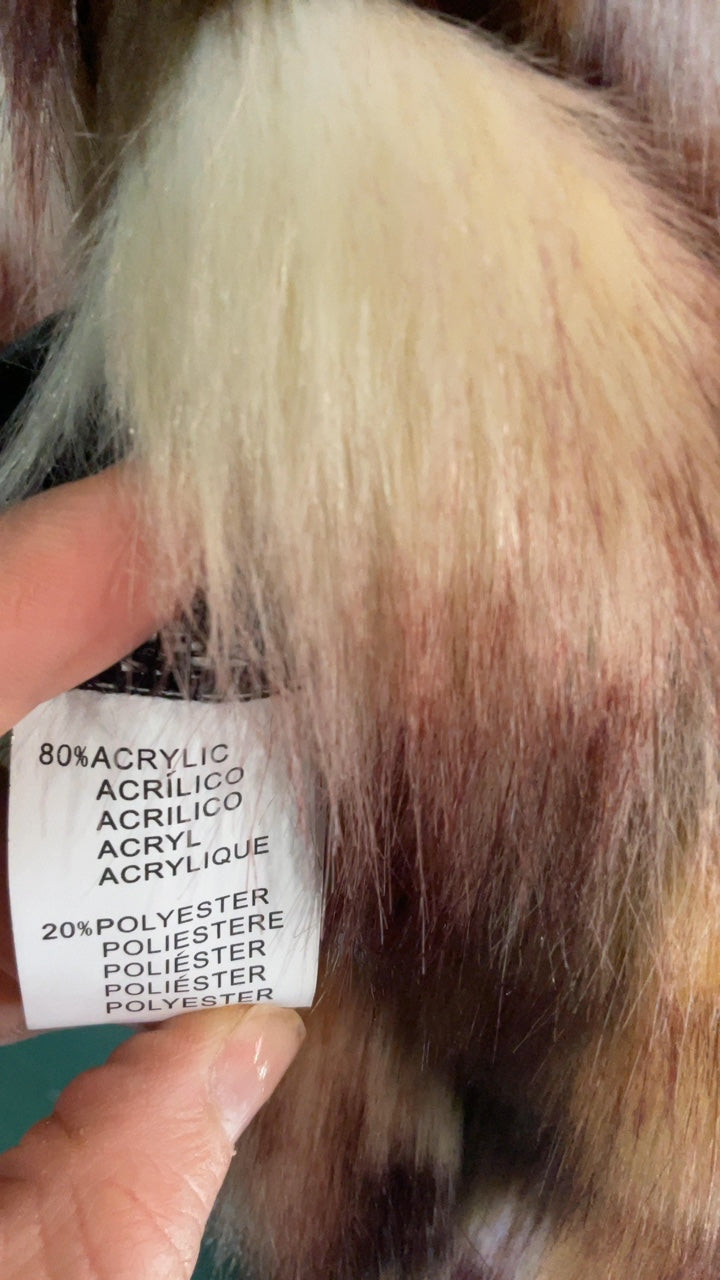 80%ACRYLIC
ACRÍLICO
ACRILICO
ACRYL
ACRYLIQUE
20%POLYESTER
POLIESTERE
POLIÉSTER
POLIÉSTER
POLYESTER